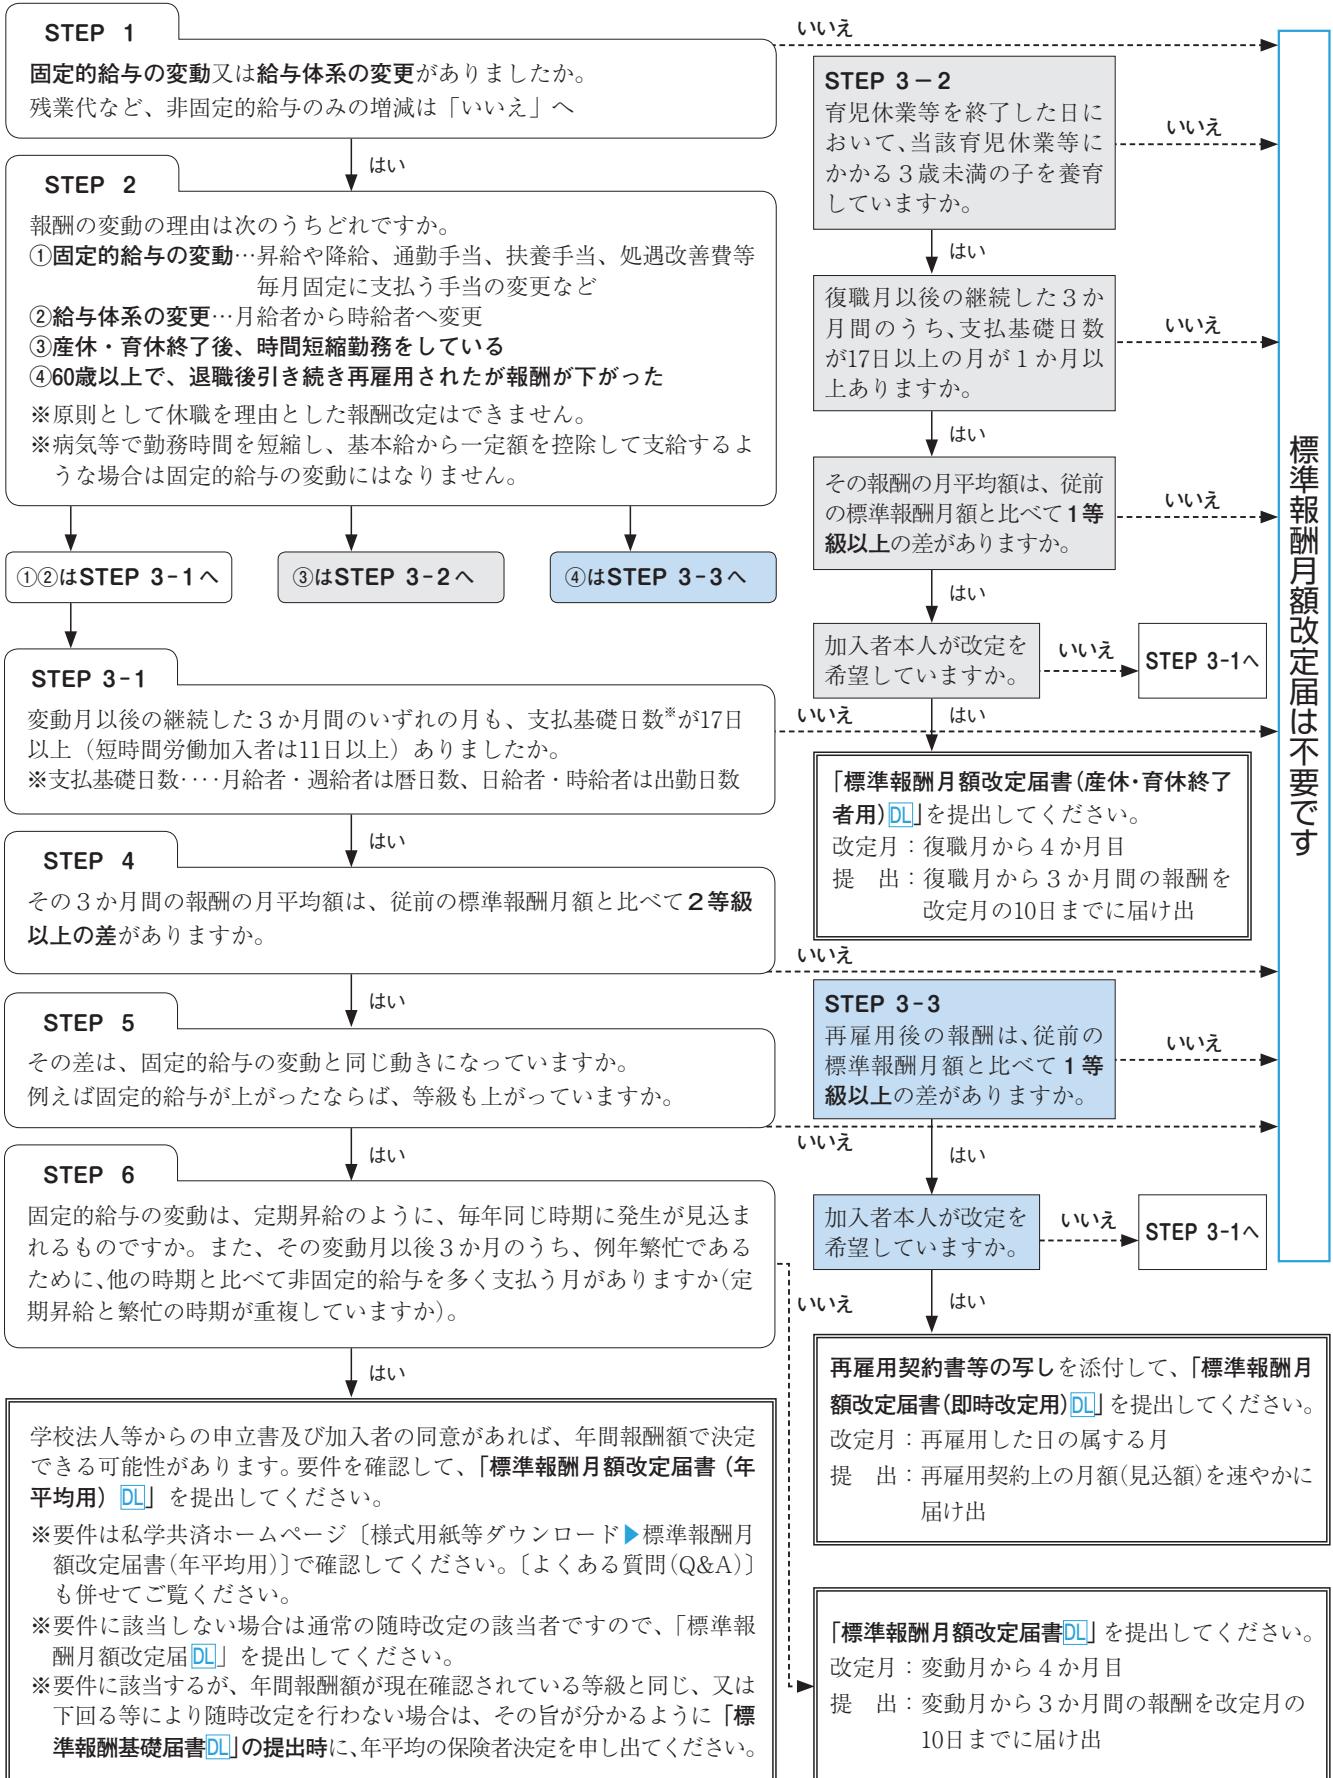 STEP 1
固定的給与の変動又は給与体系の変更がありましたか。
残業代など、非固定的給与のみの増減は「いいえ」へ
いいえ
はい
STEP 2
報酬の変動の理由は次のうちどれですか。
①固定的給与の変動…昇給や降給、通勤手当、扶養手当、処遇改善費等
毎月固定に支払う手当の変更など
②給与体系の変更…月給者から時給者へ変更
③産休・育休終了後、時間短縮勤務をしている
④60歳以上で、退職後引き続き再雇用されたが報酬が下がった
※原則として休職を理由とした報酬改定はできません。
※病気等で勤務時間を短縮し、基本給から一定額を控除して支給するよ
うな場合は固定的給与の変動にはなりません。
①②はSTEP 3-1へ
③はSTEP 3-2へ
④はSTEP 3-3へ
STEP 3-1
変動月以後の継続した3か月間のいずれの月も、支払基礎日数※が17日
以上（短時間労働加入者は11日以上）ありましたか。
※支払基礎日数‥‥月給者・週給者は暦日数、日給者・時給者は出勤日数
いいえ
はい
STEP 4
その3か月間の報酬の月平均額は、従前の標準報酬月額と比べて2等級
以上の差がありますか。
いいえ
はい
STEP 5
その差は、固定的給与の変動と同じ動きになっていますか。
例えば固定的給与が上がったならば、等級も上がっていますか。
いいえ
はい
STEP 6
固定的給与の変動は、定期昇給のように、毎年同じ時期に発生が見込ま
れるものですか。また、その変動月以後3か月のうち、例年繁忙である
ために、他の時期と比べて非固定的給与を多く支払う月がありますか(定
期昇給と繁忙の時期が重複していますか)。
いいえ
はい
学校法人等からの申立書及び加入者の同意があれば、年間報酬額で決定
できる可能性があります。要件を確認して、「標準報酬月額改定届書（年
平均用）DL」を提出してください。
※要件は私学共済ホームページ〔様式用紙等ダウンロード▶標準報酬月
額改定届書(年平均用)〕で確認してください。〔よくある質問(Q&A)〕
も併せてご覧ください。
※要件に該当しない場合は通常の随時改定の該当者ですので、「標準報
酬月額改定届DL」を提出してください。
※要件に該当するが、年間報酬額が現在確認されている等級と同じ、又は
下回る等により随時改定を行わない場合は、その旨が分かるように「標
準報酬基礎届書DL」の提出時に、年平均の保険者決定を申し出てください。
STEP 3－2
育児休業等を終了した日に
おいて、当該育児休業等に
かかる3歳未満の子を養育
していますか。
いいえ
はい
復職月以後の継続した3か
月間のうち、支払基礎日数
が17日以上の月が1か月以
上ありますか。
いいえ
はい
その報酬の月平均額は、従前
の標準報酬月額と比べて1等
級以上の差がありますか。
いいえ
はい
加入者本人が改定を
希望していますか。
いいえ
STEP 3-1へ
はい
「標準報酬月額改定届書(産休・育休終了
者用)DL」を提出してください。
改定月：復職月から4か月目
提　出：復職月から3か月間の報酬を
改定月の10日までに届け出
STEP 3-3
再雇用後の報酬は、従前の
標準報酬月額と比べて1等
級以上の差がありますか。
いいえ
はい
加入者本人が改定を
希望していますか。
いいえ
STEP 3-1へ
はい
再雇用契約書等の写しを添付して、「標準報酬月
額改定届書(即時改定用)DL」を提出してください。
改定月：再雇用した日の属する月
提　出：再雇用契約上の月額(見込額)を速やかに
届け出
「標準報酬月額改定届書DL」を提出してください。
改定月：変動月から4か月目
提　出：変動月から3か月間の報酬を改定月の
10日までに届け出
標準報酬月額改定届は不要です